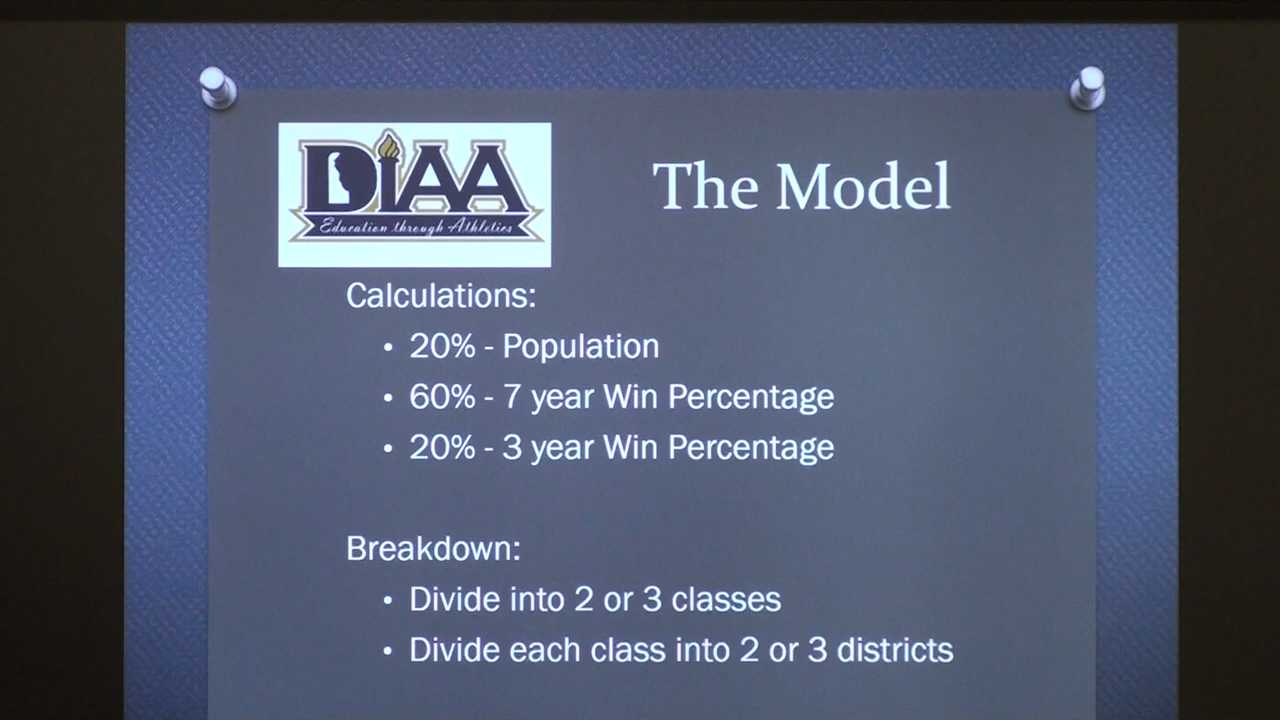 DIAA
Education through Athletics
The Model
Calculations:
• 20% - Population
• 60% - 7 year Win Percentage
• 20% - 3 year Win Percentage
Breakdown:
• Divide into 2 or 3 classes
• Divide each class into 2 or 3 districts